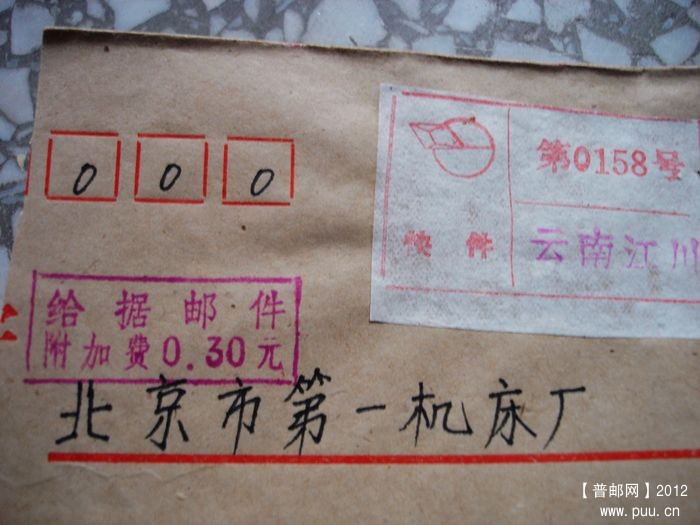 0 0 0
第0158号
快件
云南江川
给据邮件
附加费0.30元
北京市第一机床厂
【普邮网】2012
www.puu.cn